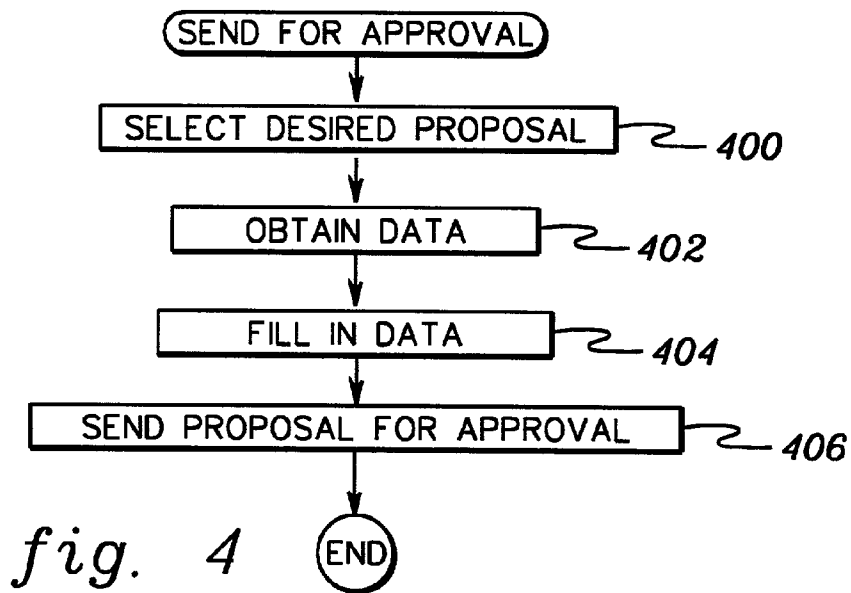 SEND FOR APPROVAL
SELECT DESIRED PROPOSAL
400
OBTAIN DATA
402
FILL IN DATA
404
SEND PROPOSAL FOR APPROVAL
406
END
fig. 4